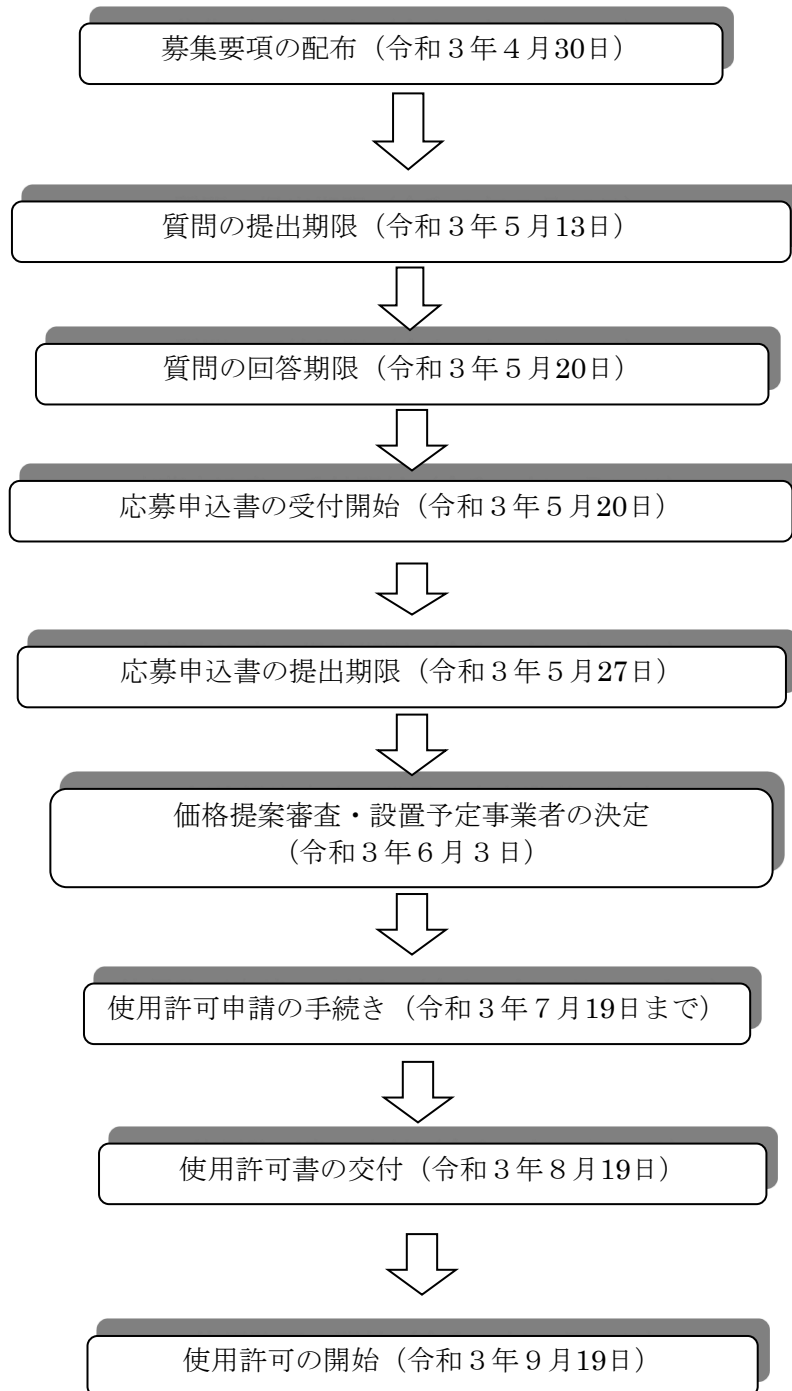 募集要項の配布（令和３年４月30日）
質問の提出期限（令和３年５月13日）
質問の回答期限（令和３年５月20日）
応募申込書の受付開始（令和３年５月20日）
応募申込書の提出期限（令和３年５月27日）
価格提案審査・設置予定事業者の決定
（令和３年６月３日）
使用許可申請の手続き（令和３年７月19日まで）
使用許可書の交付（令和３年８月19日）
使用許可の開始（令和３年９月19日）